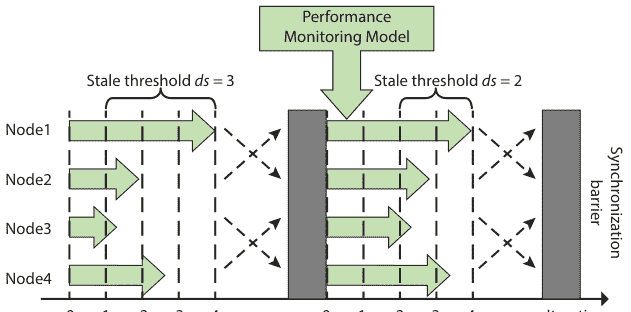 Performance
Monitoring Model
Stale threshold ds = 3
Stale threshold ds = 2
Node1
Node2
Node3
Node4
Synchronization
barrier